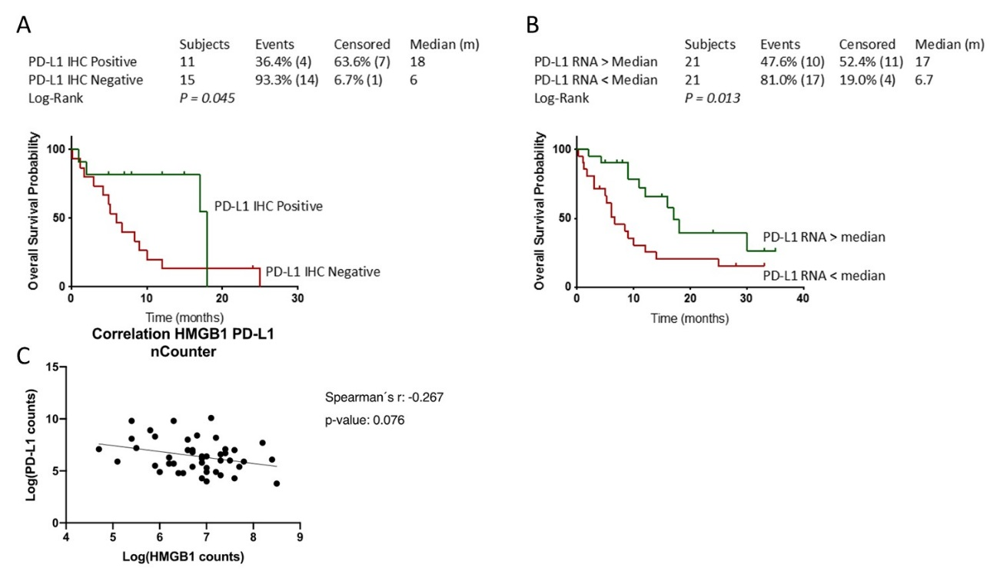 A
Subjects Events Censored Median (m)
PD-L1 IHC Positive 11 36.4% (4) 63.6% (7) 18
PD-L1 IHC Negative 15 93.3% (14) 6.7% (1) 6
Log-Rank P = 0.045
Overall Survival Probability
100
50
0
0 10 20 30
PD-L1 IHC Positive
PD-L1 IHC Negative
Time (months)
B
Subjects Events Censored Median (m)
PD-L1 RNA > Median 21 47.6% (10) 52.4% (11) 17
PD-L1 RNA < Median 21 81.0% (17) 19.0% (4) 6.7
Log-Rank P = 0.013
Overall Survival Probability
100
50
0
0 10 20 30 40
PD-L1 RNA > median
PD-L1 RNA < median
Time (months)
C
Correlation HMGB1 PD-L1
nCounter
Log(PD-L1 counts)
15
10
5
0
4 5 6 7 8 9
Log(HMGB1 counts)
Spearman´s r: -0.267
p-value: 0.076